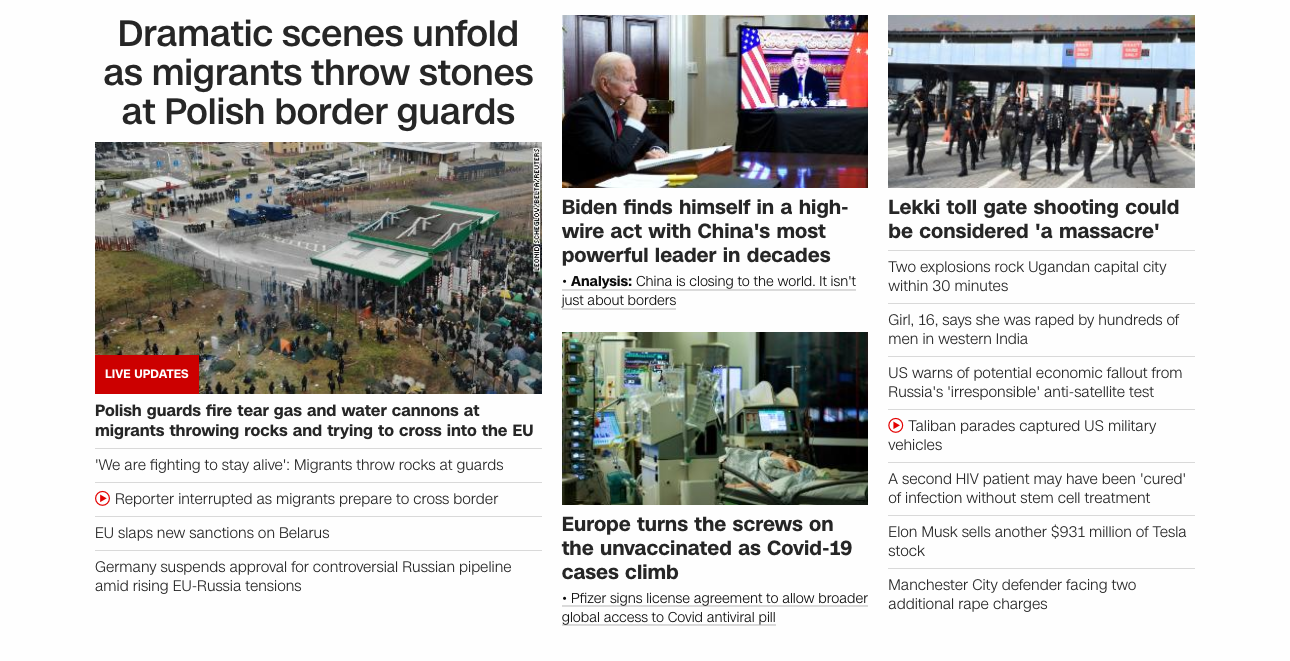 Dramatic scenes unfold
as migrants throw stones
at Polish border guards
LEONID SCHEGLOV/BELTA/REUTERS
LIVE UPDATES
Polish guards fire tear gas and water cannons at
migrants throwing rocks and trying to cross into the EU
'We are fighting to stay alive': Migrants throw rocks at guards
Reporter interrupted as migrants prepare to cross border
EU slaps new sanctions on Belarus
Germany suspends approval for controversial Russian pipeline
amid rising EU-Russia tensions
Biden finds himself in a high-
wire act with China's most
powerful leader in decades
• Analysis: China is closing to the world. It isn't
just about borders
Europe turns the screws on
the unvaccinated as Covid-19
cases climb
• Pfizer signs license agreement to allow broader
global access to Covid antiviral pill
Lekki toll gate shooting could
be considered 'a massacre'
Two explosions rock Ugandan capital city
within 30 minutes
Girl, 16, says she was raped by hundreds of
men in western India
US warns of potential economic fallout from
Russia's 'irresponsible' anti-satellite test
Taliban parades captured US military
vehicles
A second HIV patient may have been 'cured'
of infection without stem cell treatment
Elon Musk sells another $931 million of Tesla
stock
Manchester City defender facing two
additional rape charges